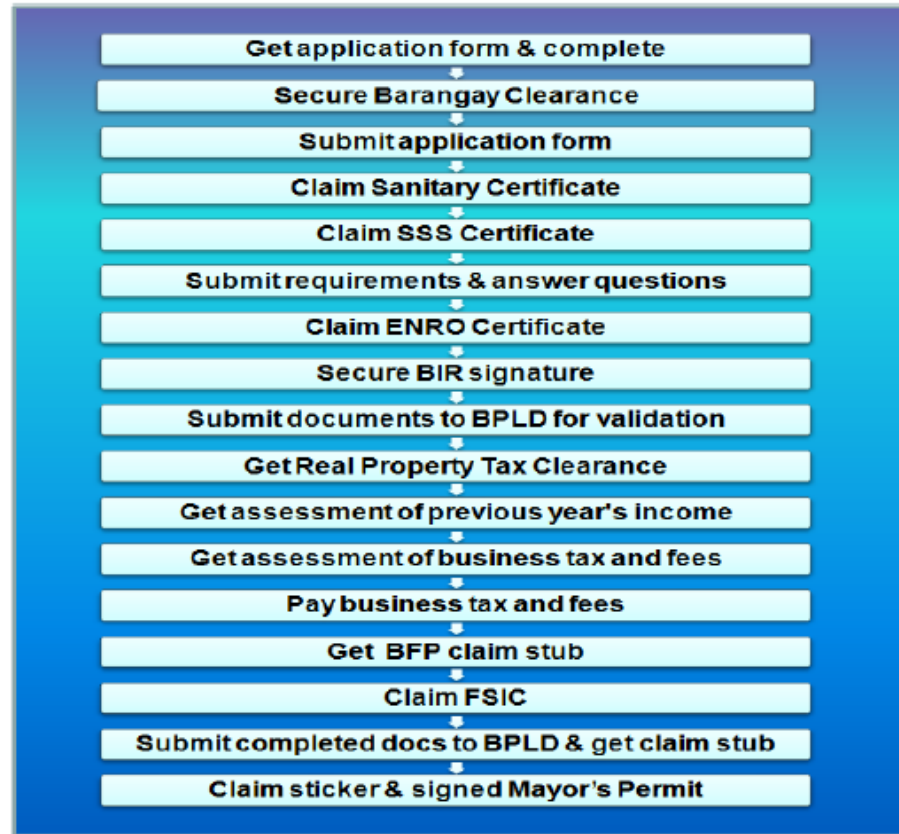 Get application form & complete
Secure Barangay Clearance
Submit application form
Claim Sanitary Certificate
Claim SSS Certificate
Submit requirements & answer questions
Claim ENRO Certificate
Secure BIR signature
Submit documents to BPLD for validation
Get Real Property Tax Clearance
Get assessment of previous year's income
Get assessment of business tax and fees
Pay business tax and fees
Get BFP claim stub
Claim FSIC
Submit completed docs to BPLD & get claim stub
Claim sticker & signed Mayor's Permit